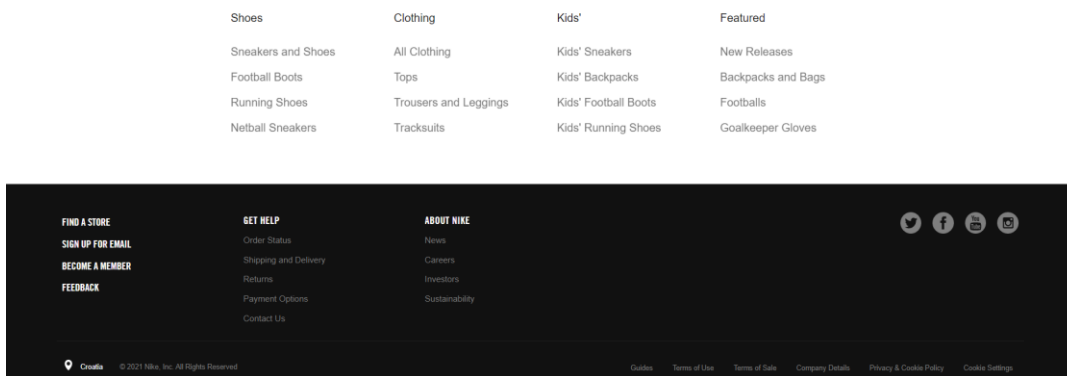 Shoes
Sneakers and Shoes
Football Boots
Running Shoes
Netball Sneakers
Clothing
All Clothing
Tops
Trousers and Leggings
Tracksuits
Kids'
Kids' Sneakers
Kids' Backpacks
Kids' Football Boots
Kids' Running Shoes
Featured
New Releases
Backpacks and Bags
Footballs
Goalkeeper Gloves
FIND A STORE
SIGN UP FOR EMAIL
BECOME A MEMBER
FEEDBACK
GET HELP
Order Status
Shipping and Delivery
Returns
Payment Options
Contact Us
ABOUT NIKE
News
Careers
Investors
Sustainability
You
Tube
Croatia © 2021 Nike, Inc. All Rights Reserved
Guides Terms of Use Terms of Sale Company Details Privacy & Cookie Policy Cookie Settings